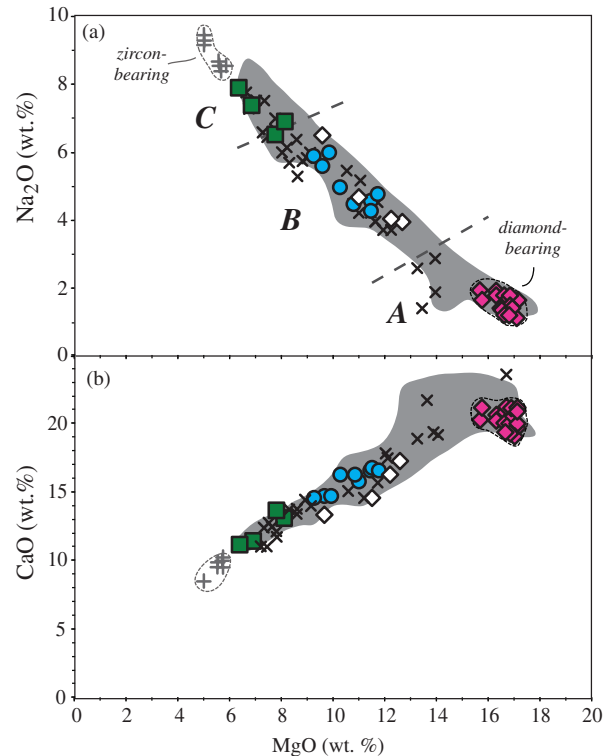 10
(a)
zircon-
bearing
8
C
6
Na2O (wt.%)
B
4
diamond-
bearing
2
A
0
(b)
20
15
CaO (wt. %)
10
5
0
0 2 4 6 8 10 12 14 16 18 20
MgO (wt. %)